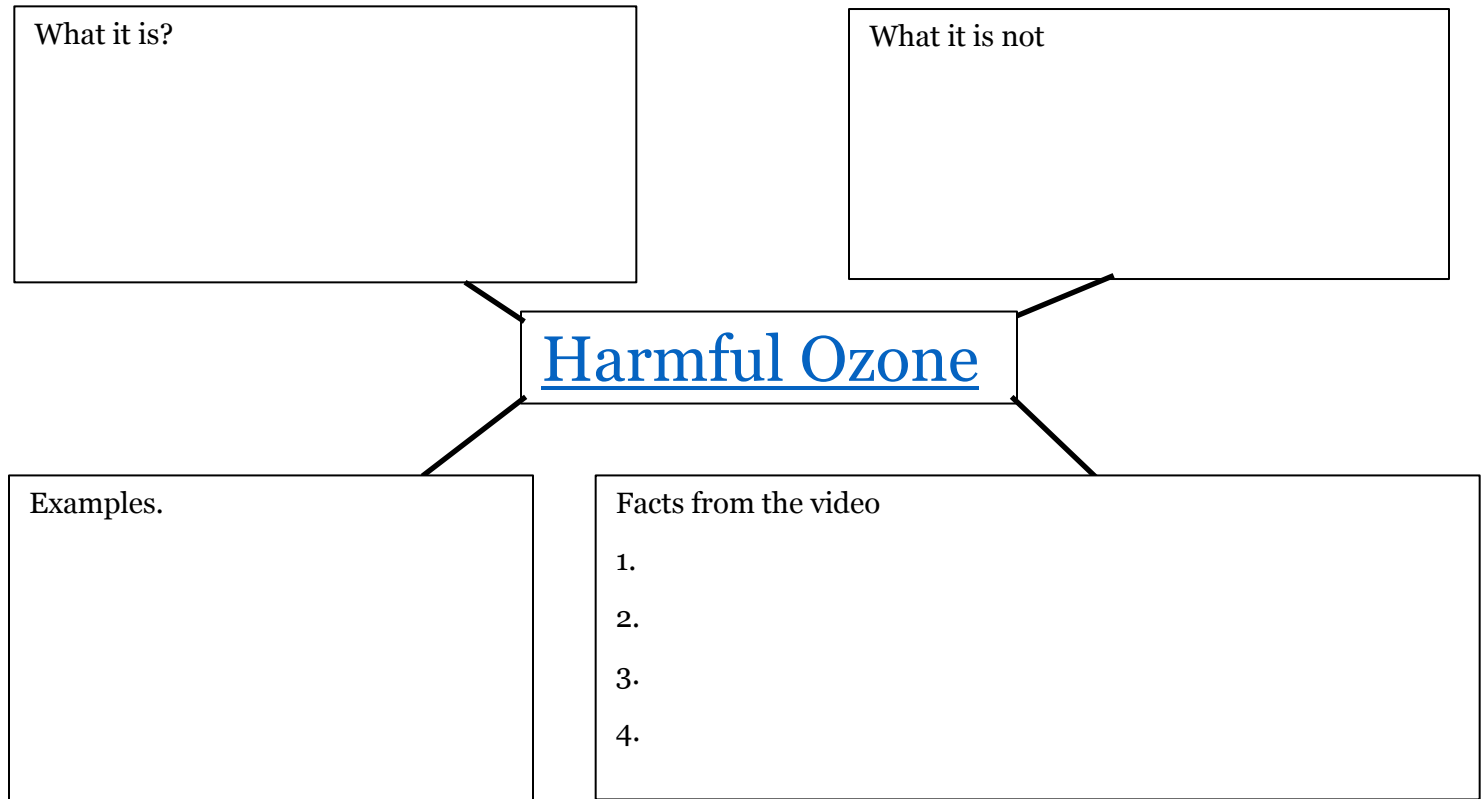 What it is?
What it is not
Harmful Ozone
Examples.
Facts from the video
1.
2.
3.
4.